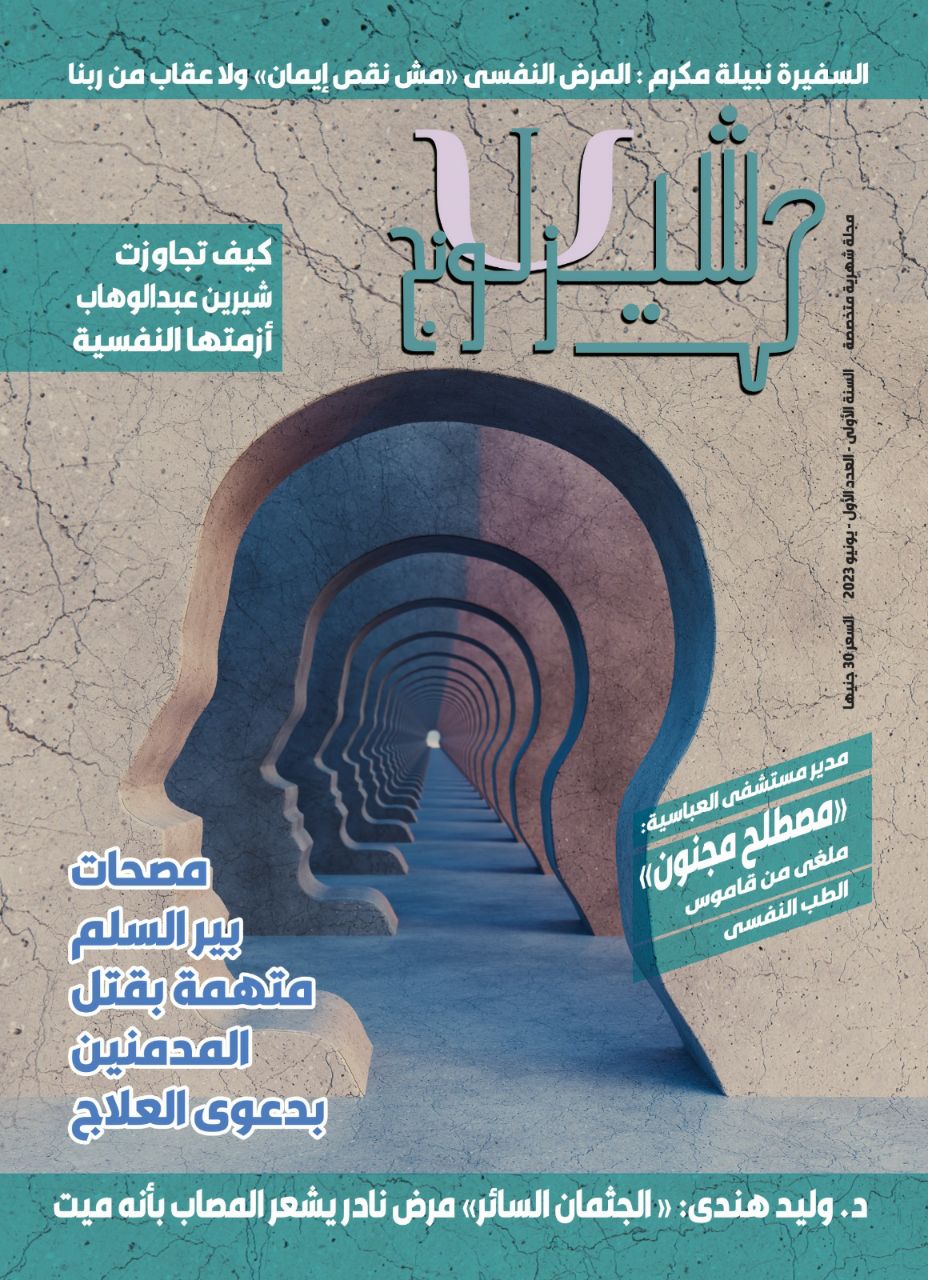 السفيرة نبيلة مكرم : المرض النفسى «مش نقص إيمان» ولا عقاب من ربنا
شيزلونج
مجلة شهرية متخصصة
السنة الأولى - العدد الأول - يونيو 2023
السعر 30 جنيها
كيف تجاوزت
شيرين عبدالوهاب
أزمتها النفسية
مدير مستشفى العباسية:
«مصطلح مجنون»
ملغى من قاموس
الطب النفسى
مصحات
بير السلم
متهمة بقتل
المدمنين
بدعوى العلاج
د. وليد هندى: « الجثمان السائر» مرض نادر يشعر المصاب بأنه ميت